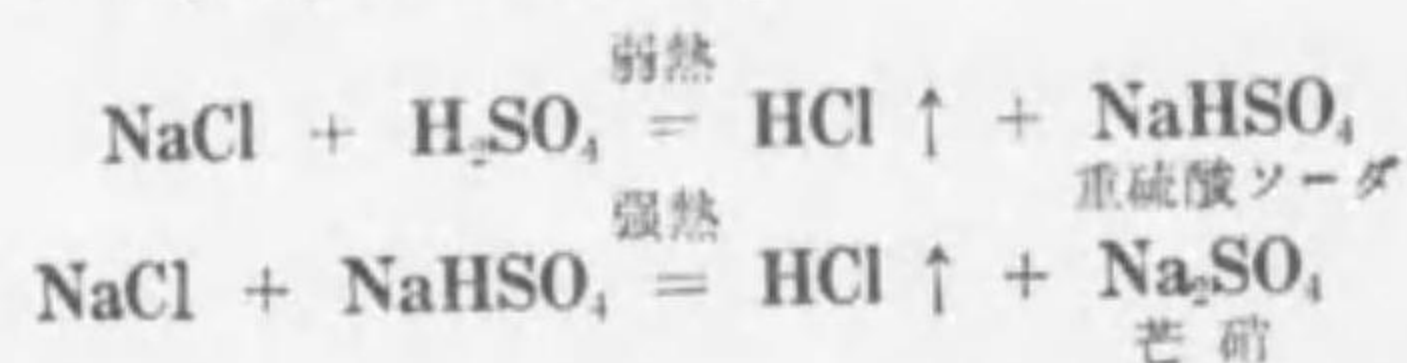 弱熱
NaCl + H₂SO₄ = HCl ↑ + NaHSO₄
重硫酸ソーダ
强熱
NaCl + NaHSO₄ = HCl ↑ + Na₂SO₄
芒硝